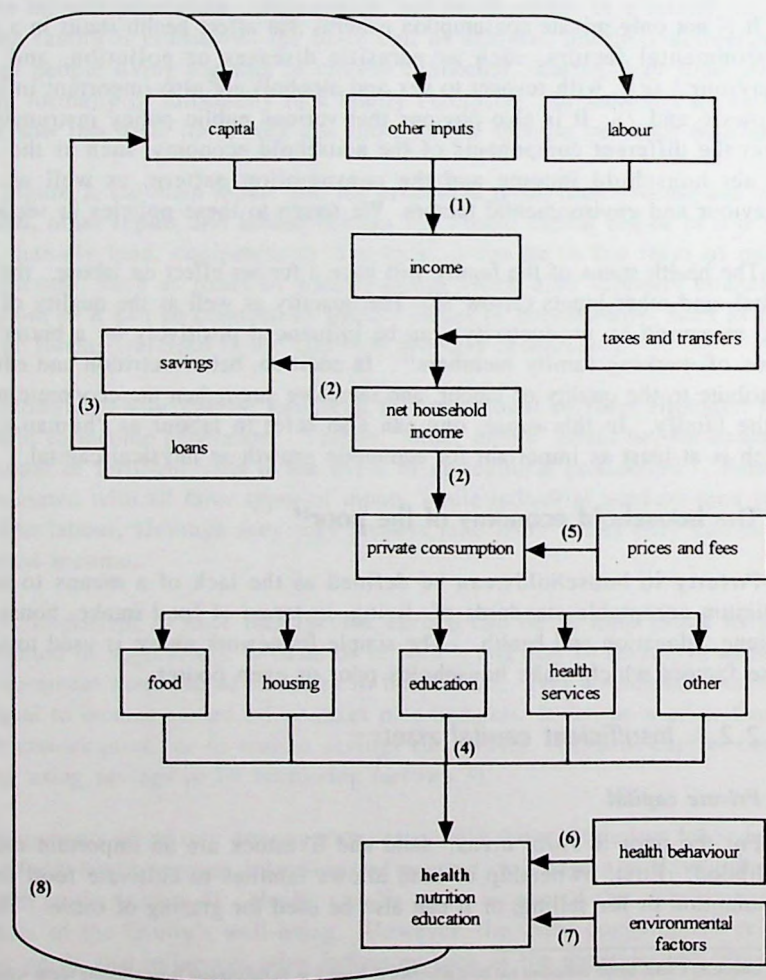 capital
other inputs
labour
(1)
income
taxes and transfers
savings
(2)
(3)
loans
net household
income
(2)
private consumption
(5)
prices and fees
food
housing
education
health
services
other
(4)
(6)
health behaviour
health
nutrition
education
(8)
(7)
environmental
factors